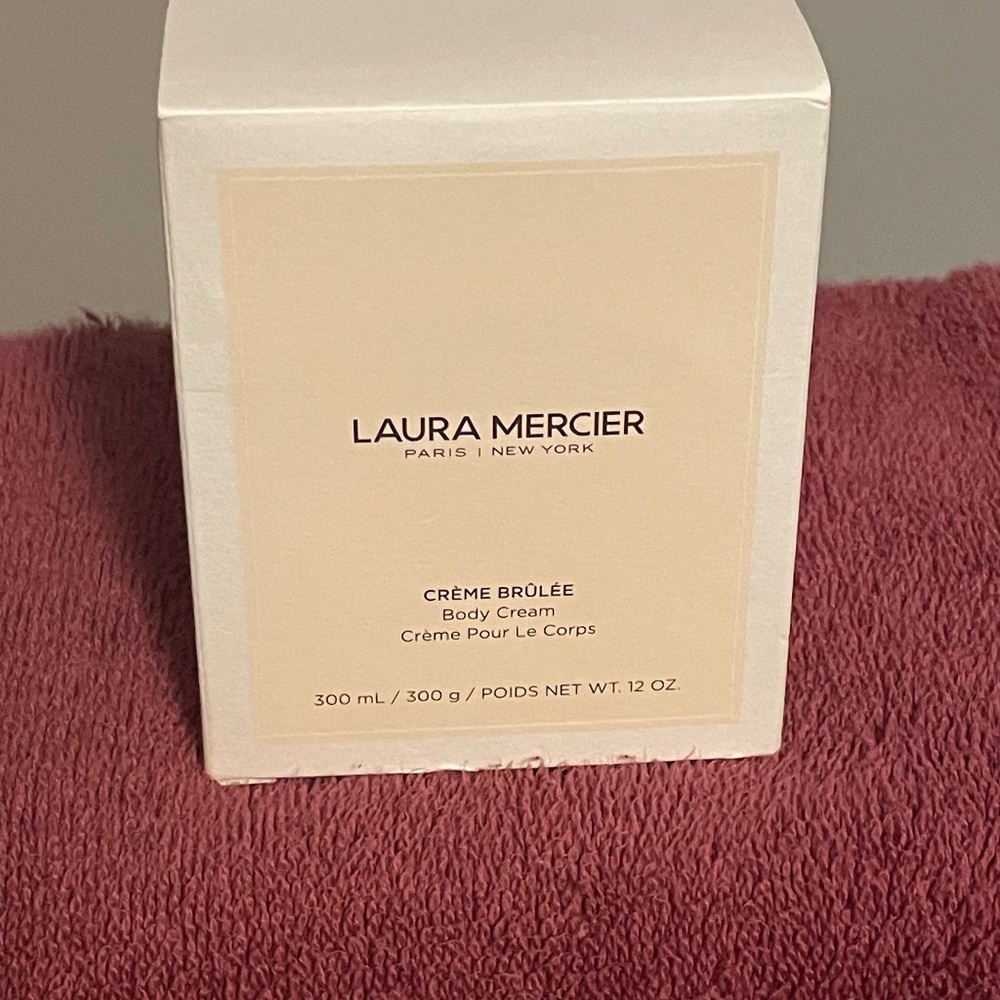 LAURA MERCIER
PARIS | NEW YORK
CRÈME BRÛLÉE
Body Cream
Crème Pour Le Corps
300 mL / 300 g / POIDS NET WT. 12 OZ.